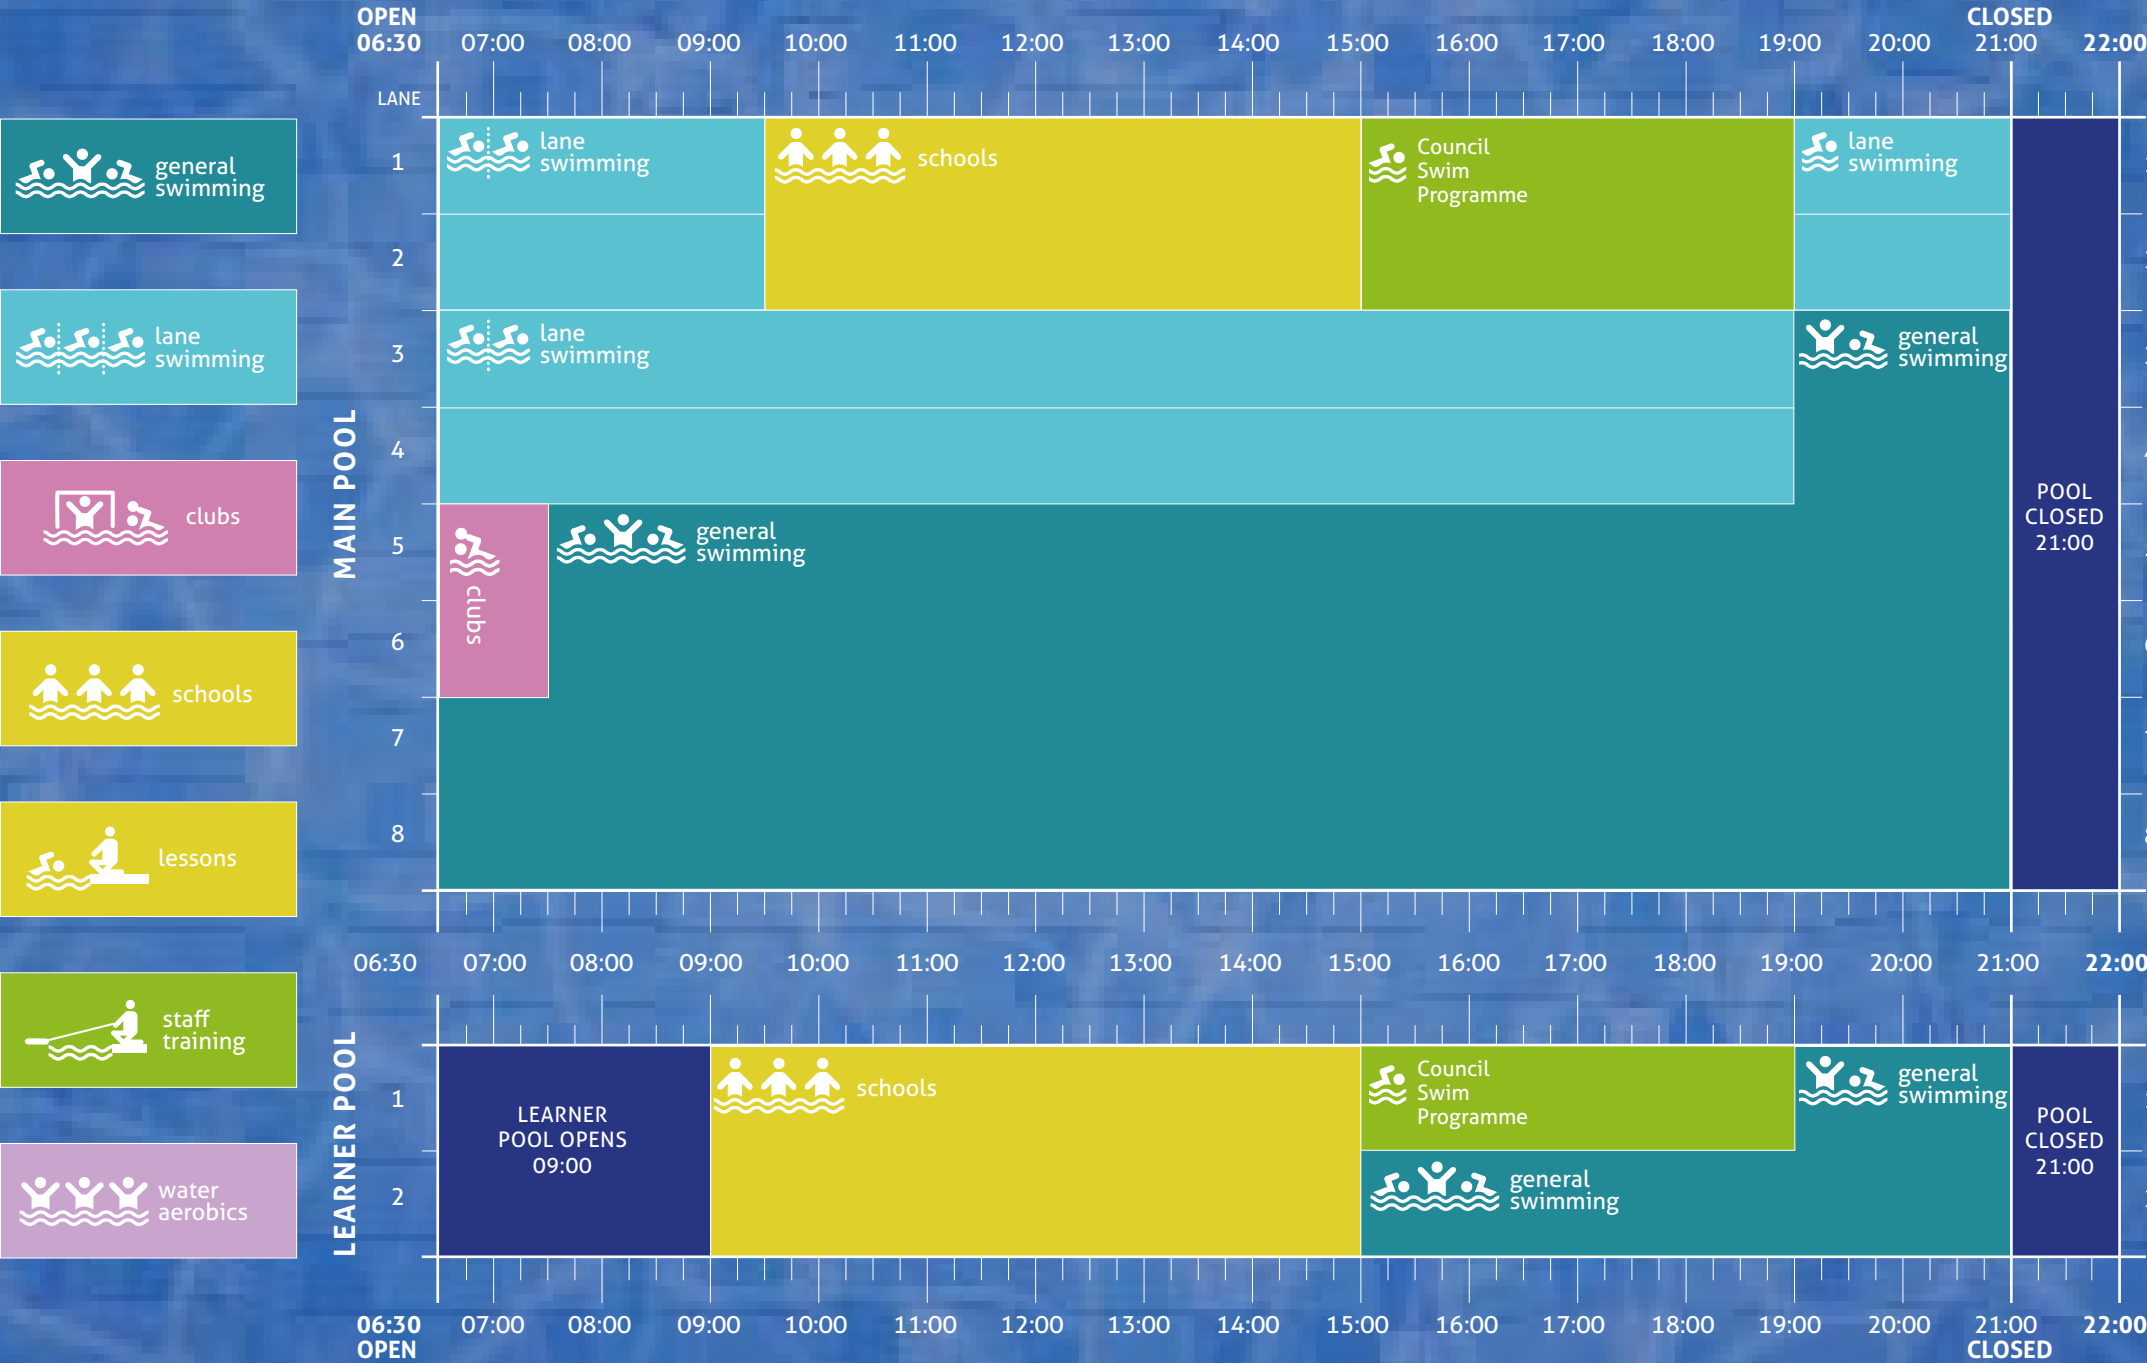 OPEN
CLOSED
06:30 07:00 08:00 09:00 10:00 11:00 12:00 13:00 14:00 15:00 16:00 17:00 18:00 19:00 20:00 21:00 22:00
LANE
general
swimming
lane
swimming
clubs
schools
lessons
staff
training
water
aerobics
MAIN POOL
1
2
3
4
5
6
7
8
lane
swimming
schools
Council
Swim
Programme
lane
swimming
lane
swimming
general
swimming
clubs
general
swimming
POOL
CLOSED
21:00
06:30 07:00 08:00 09:00 10:00 11:00 12:00 13:00 14:00 15:00 16:00 17:00 18:00 19:00 20:00 21:00 22:00
LEARNER POOL
1
2
LEARNER
POOL OPENS
09:00
schools
Council
Swim
Programme
general
swimming
general
swimming
POOL
CLOSED
21:00
06:30 07:00 08:00 09:00 10:00 11:00 12:00 13:00 14:00 15:00 16:00 17:00 18:00 19:00 20:00 21:00 22:00
OPEN
CLOSED